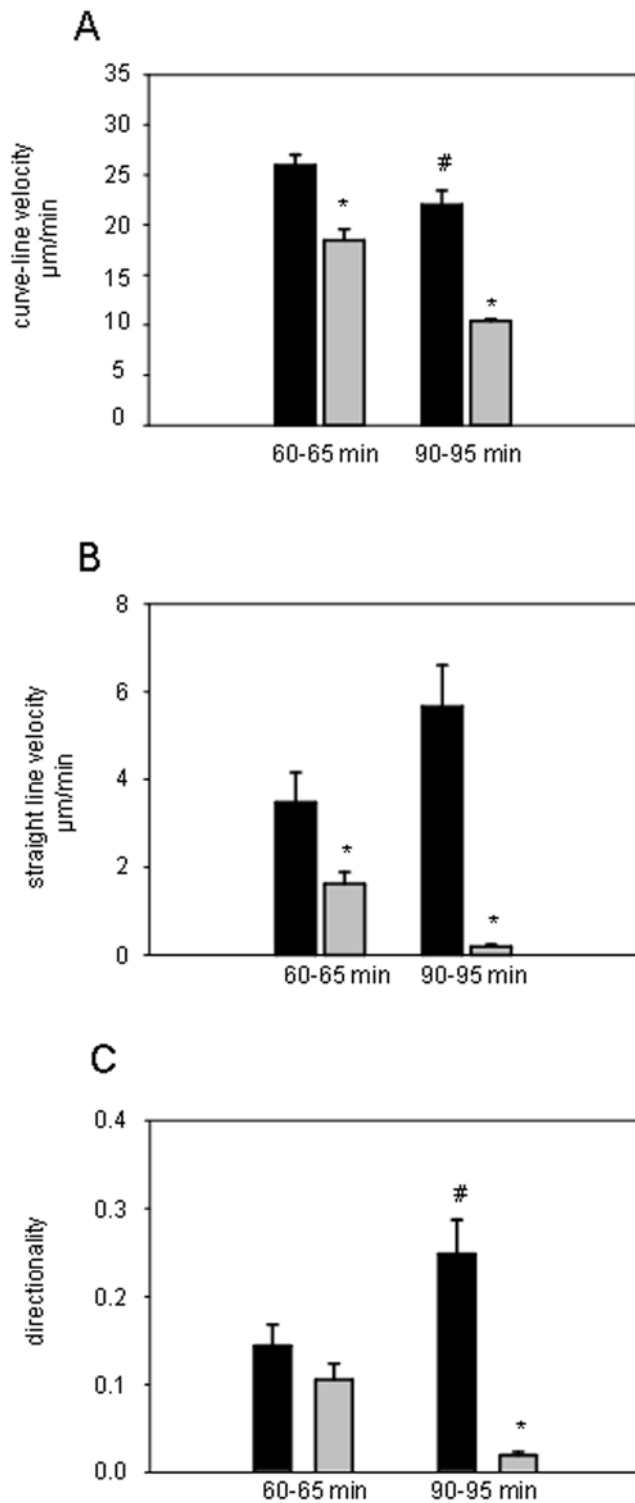 A
35
30
25
20
15
10
5
0
curve-line velocity
µm/min
#
*
*
60-65 min 90-95 min
B
8
6
4
2
0
straight line velocity
µm/min
*
*
60-65 min 90-95 min
C
0.4
0.3
0.2
0.1
0.0
directionality
#
*
60-65 min 90-95 min